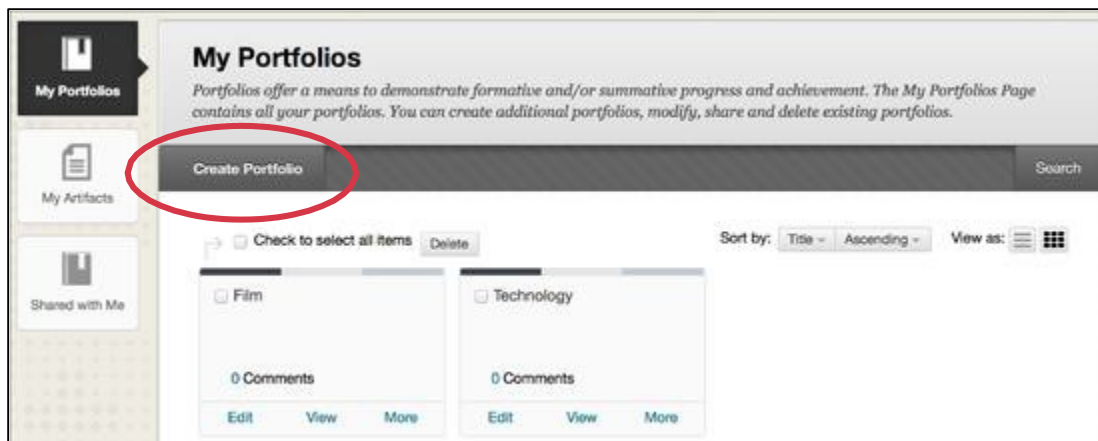 My Portfolios
My Artifacts
Shared with Me
My Portfolios
Portfolios offer a means to demonstrate formative and/or summative progress and achievement. The My Portfolios Page
contains all your portfolios. You can create additional portfolios, modify, share and delete existing portfolios.
Create Portfolio Search
Check to select all items Delete Sort by: Title Ascending View as:
Film Technology
0 Comments 0 Comments
Edit View More Edit View More